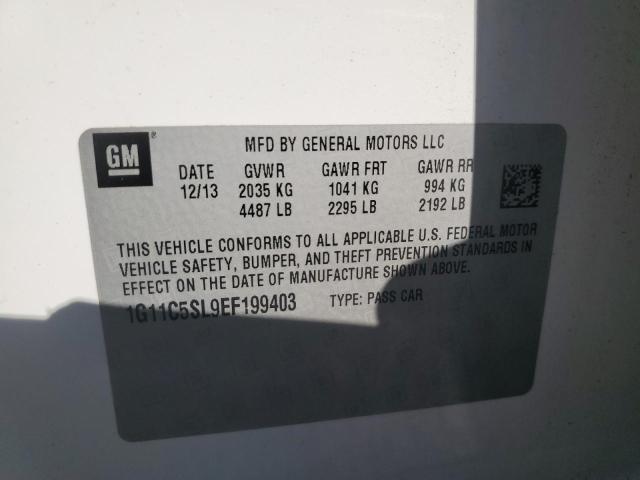 GM ®
MFD BY GENERAL MOTORS LLC
DATE GVWR GAWR FRT GAWR RR
12/13 2035 KG 1041 KG 994 KG
4487 LB 2295 LB 2192 LB
THIS VEHICLE CONFORMS TO ALL APPLICABLE U.S. FEDERAL MOTOR
VEHICLE SAFETY, BUMPER, AND THEFT PREVENTION STANDARDS IN
EFFECT ON THE DATE OF MANUFACTURE SHOWN ABOVE.
1G11C5SL9EF199403 TYPE: PASS CAR